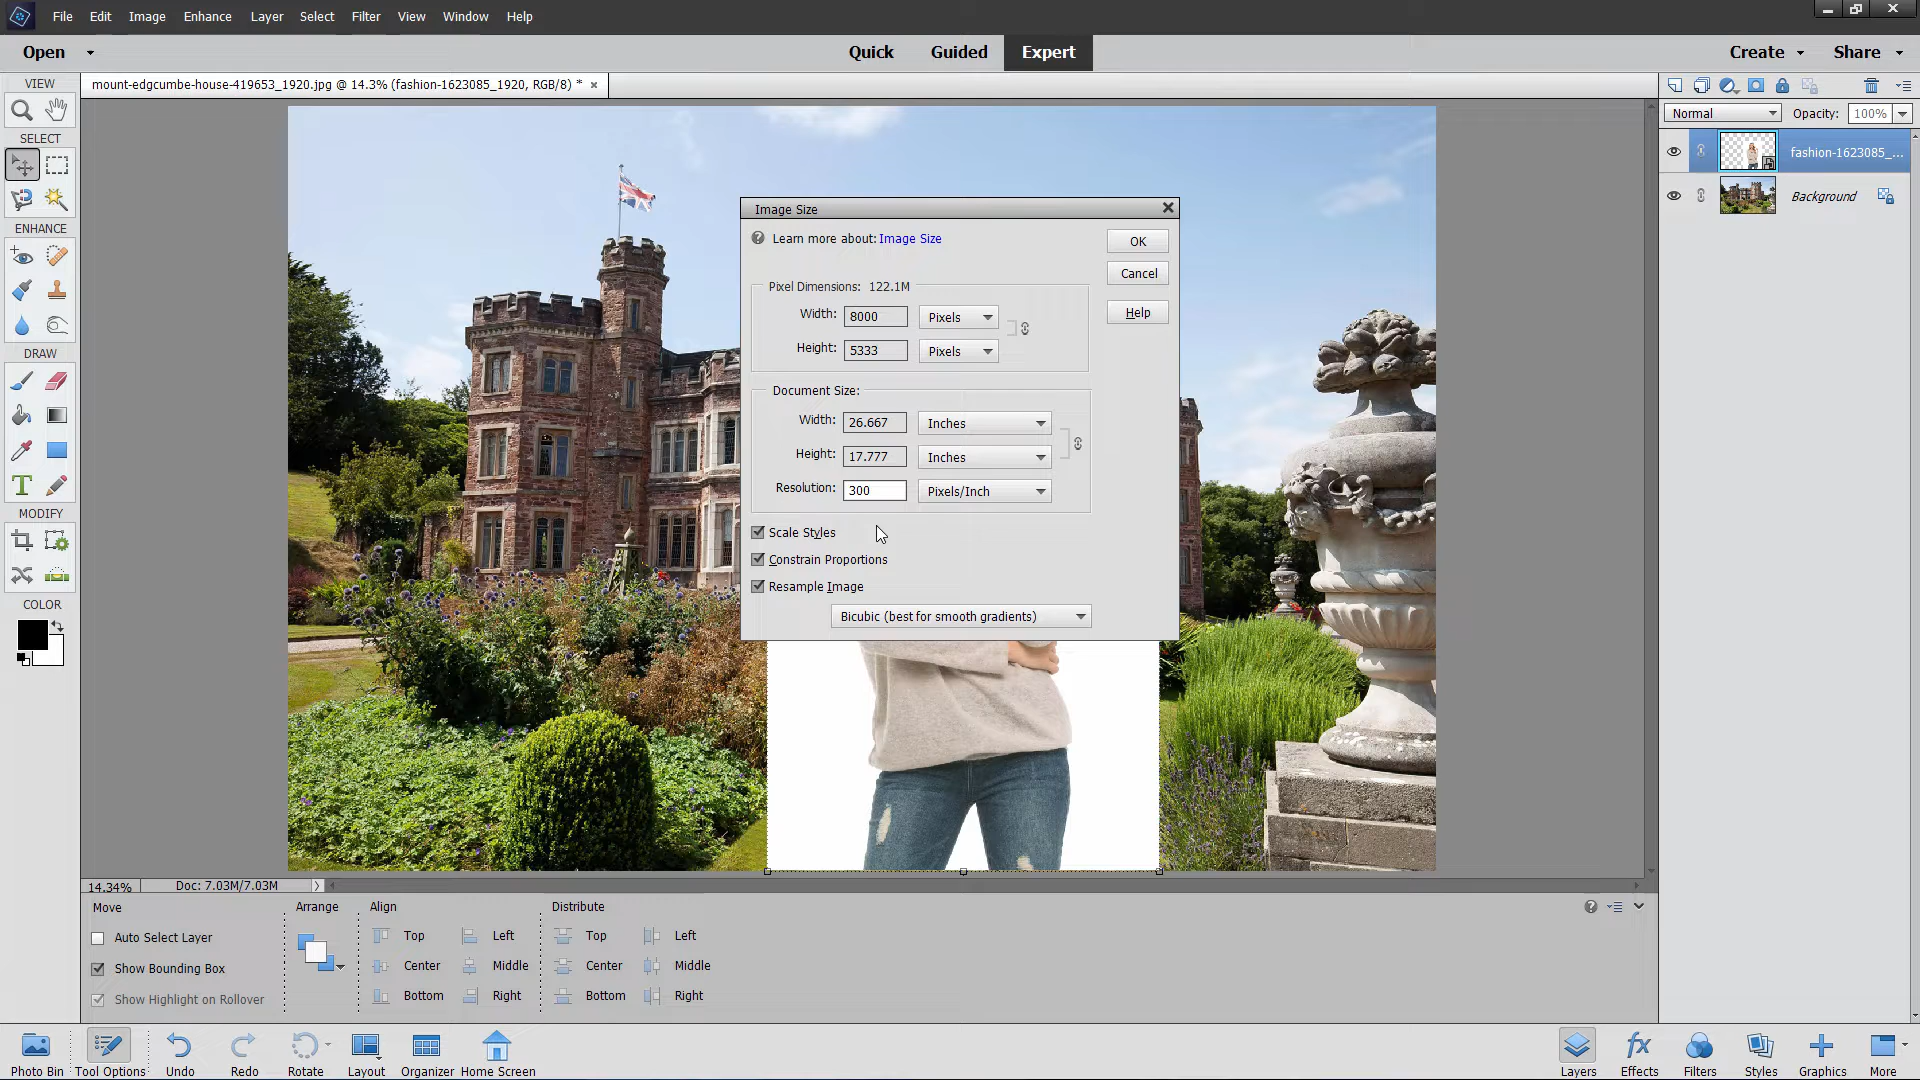 File Edit Image Enhance Layer Select Filter View Window Help
Open Quick Guided Expert Create Share
VIEW
mount-edgcumbe-house-419653_1920.jpg @ 14.3% (fashion-1623085_1920, RGB/8) *
Normal Opacity: 100%
SELECT
fashion-1623085_...
Background
Image Size
ENHANCE
Learn more about: Image Size
OK
Cancel
Pixel Dimensions: 122.1M
Width: 8000 Pixels
Help
Height: 5333 Pixels
DRAW
Document Size:
Width: 26.667 Inches
Height: 17.777 Inches
Resolution: 300 Pixels/Inch
MODIFY
Scale Styles
Constrain Proportions
Resample Image
COLOR
Bicubic (best for smooth gradients)
14.34% Doc: 7.03M/7.03M
Move Arrange Align Distribute
Auto Select Layer Top Left Top Left
Show Bounding Box Center Middle Center Middle
Show Highlight on Rollover Bottom Right Bottom Right
Photo Bin Tool Options Undo Redo Rotate Layout Organizer Home Screen Layers Effects Filters Styles Graphics More